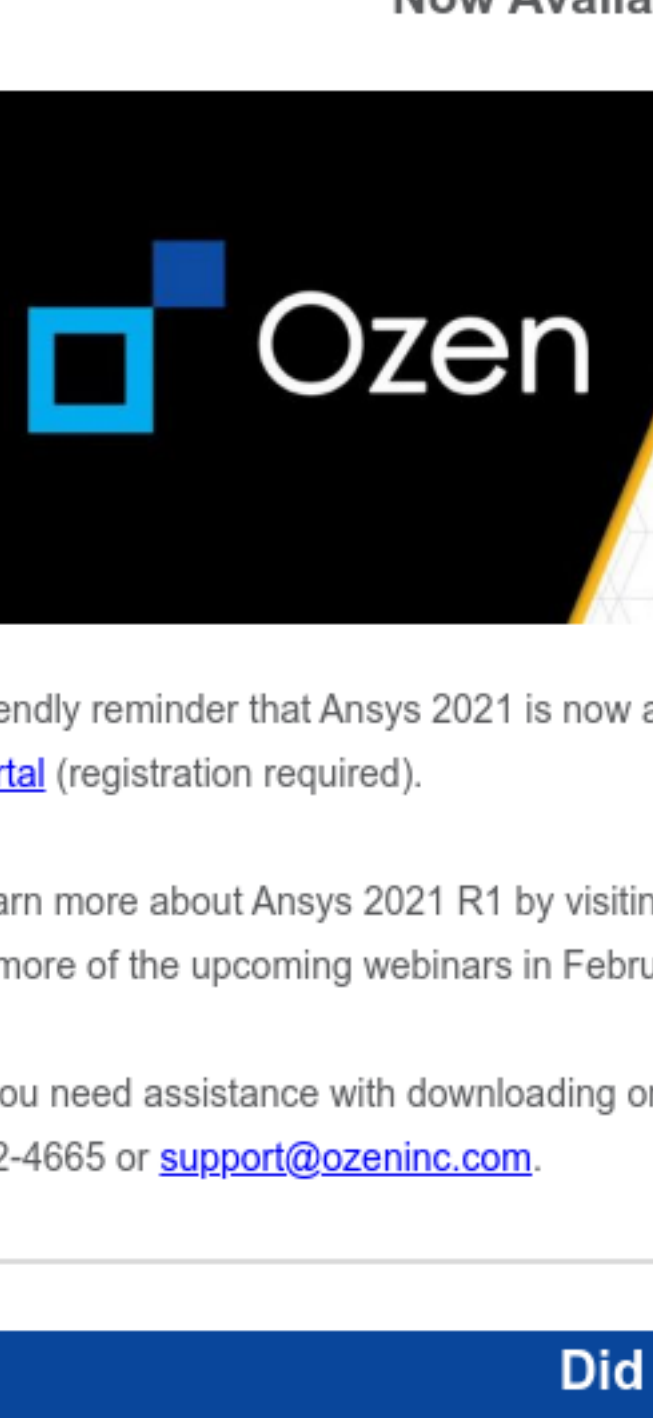 Now Availa
Ozen
endly reminder that Ansys 2021 is now a
rtal (registration required).
arn more about Ansys 2021 R1 by visitin
more of the upcoming webinars in Febru
ou need assistance with downloading or
2-4665 or support@ozeninc.com.
Did